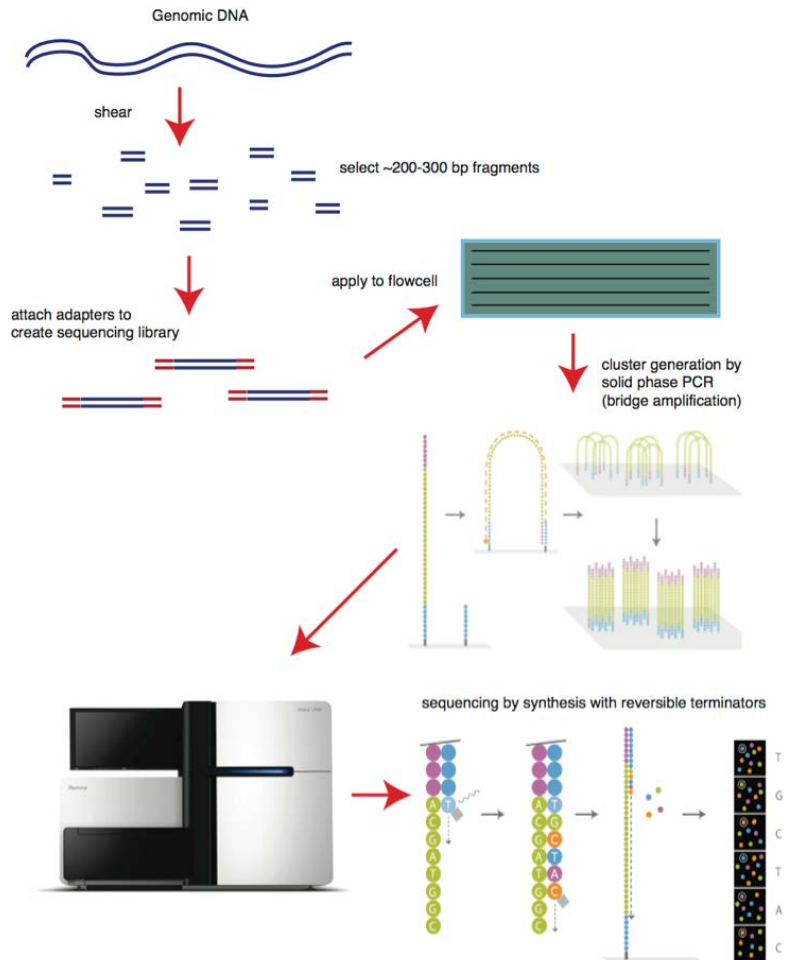 Genomic DNA
shear
select ~200-300 bp fragments
attach adapters to
create sequencing library
apply to flowcell
cluster generation by
solid phase PCR
(bridge amplification)
sequencing by synthesis with reversible terminators
A T
C
G
A
T
G
G
C
A T
C G
G C
A T
T A
G C
G
C
T
G
C
T
A
C